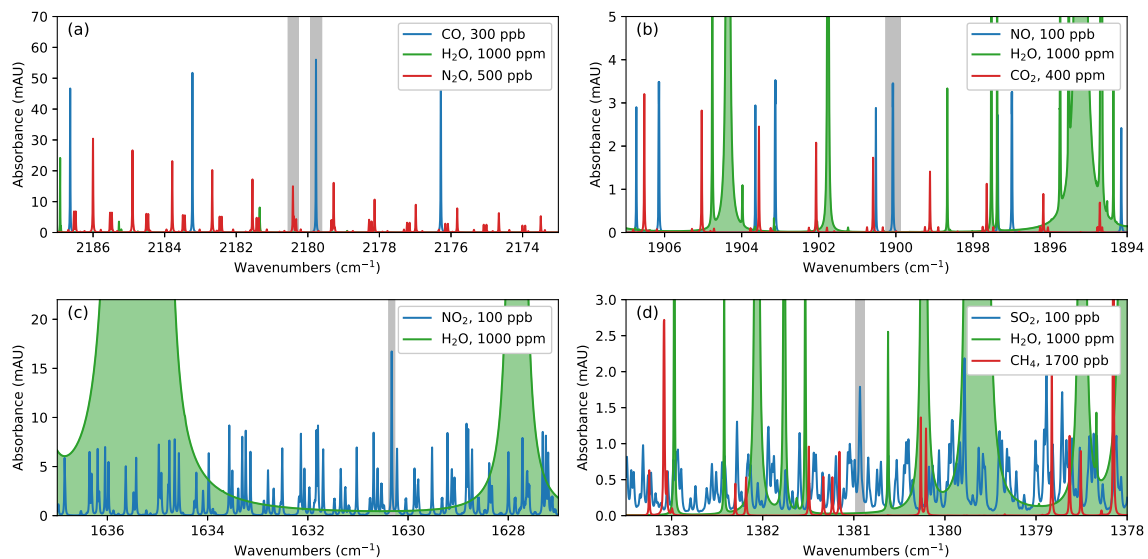 (a)
CO, 300 ppb
H₂O, 1000 ppm
N₂O, 500 ppb
Absorbance (mAU)
70
60
50
40
30
20
10
0
2186
2184
2182
2180
2178
2176
2174
Wavenumbers (cm⁻¹)
(b)
NO, 100 ppb
H₂O, 1000 ppm
CO₂, 400 ppm
Absorbance (mAU)
5
4
3
2
1
0
1906
1904
1902
1900
1898
1896
1894
Wavenumbers (cm⁻¹)
(c)
NO₂, 100 ppb
H₂O, 1000 ppm
Absorbance (mAU)
20
15
10
5
0
1636
1634
1632
1630
1628
Wavenumbers (cm⁻¹)
(d)
SO₂, 100 ppb
H₂O, 1000 ppm
CH₄, 1700 ppb
Absorbance (mAU)
3.0
2.5
2.0
1.5
1.0
0.5
0.0
1383
1382
1381
1380
1379
1378
Wavenumbers (cm⁻¹)